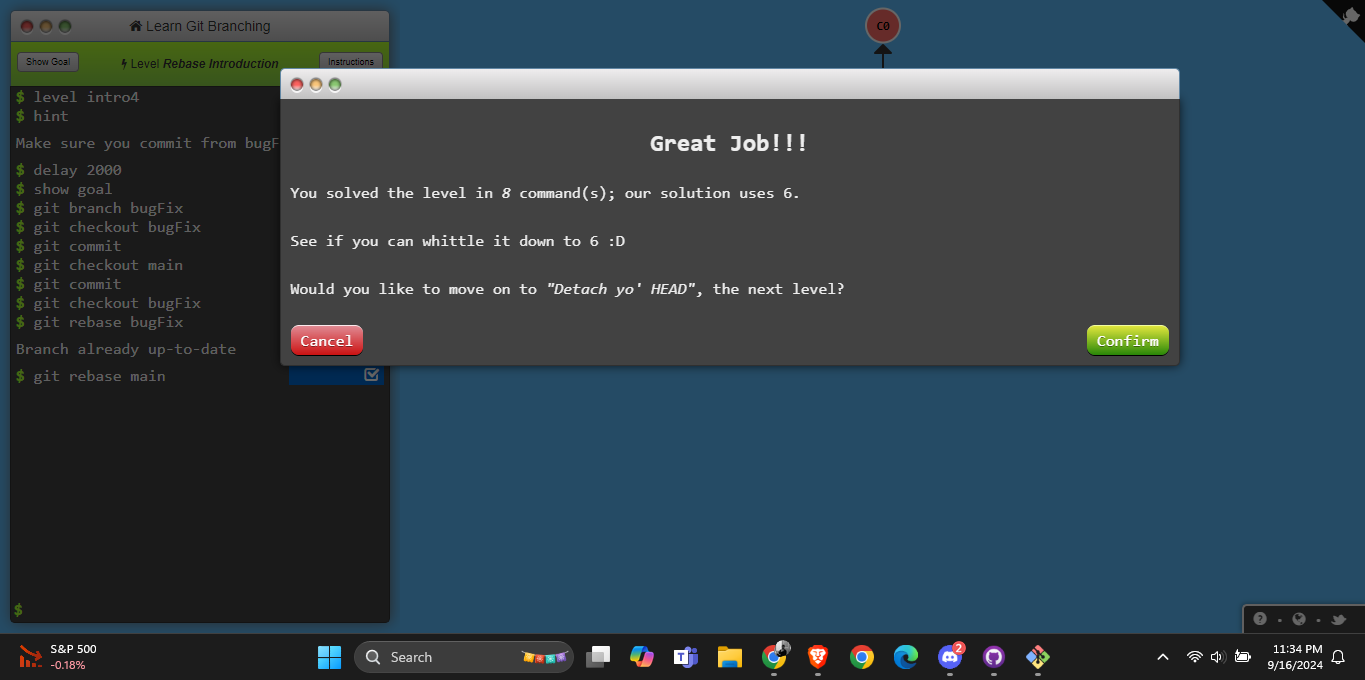 Learn Git Branching
Show Goal
Level Rebase Introduction
Instructions
$ level intro4
$ hint
Make sure you commit from bugF
$ delay 2000
$ show goal
$ git branch bugFix
$ git checkout bugFix
$ git commit
$ git checkout main
$ git commit
$ git checkout bugFix
$ git rebase bugFix
Branch already up-to-date
$ git rebase main
$
C0
Great Job!!!
You solved the level in 8 command(s); our solution uses 6.
See if you can whittle it down to 6 :D
Would you like to move on to "Detach yo' HEAD", the next level?
Cancel
Confirm
S&P 500
-0.18%
Search
2
11:34 PM
9/16/2024